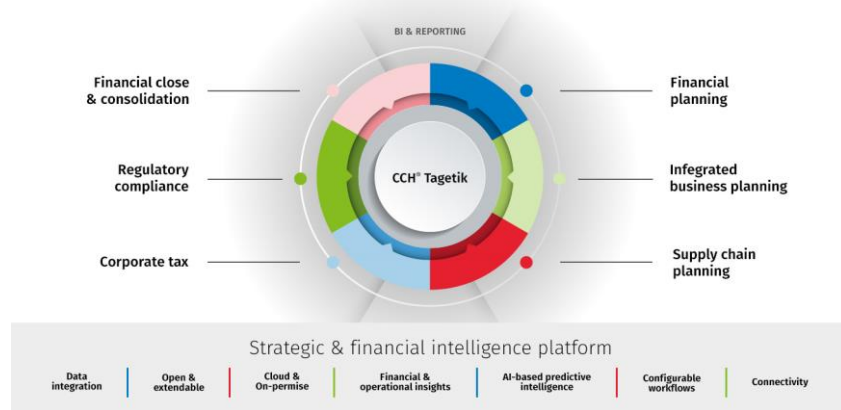 BI & REPORTING
Financial close
& consolidation
Financial
planning
Regulatory
compliance
CCH® Tagetik
Infegrated
business planning
Corporate tax
Supply chain
planning
Strategic & financial intelligence platform
Data
integration
Open &
extendable
Cloud &
On-permise
Financial &
operational insights
AI-based predictive
intelligence
Configurable
workflows
Connectivity